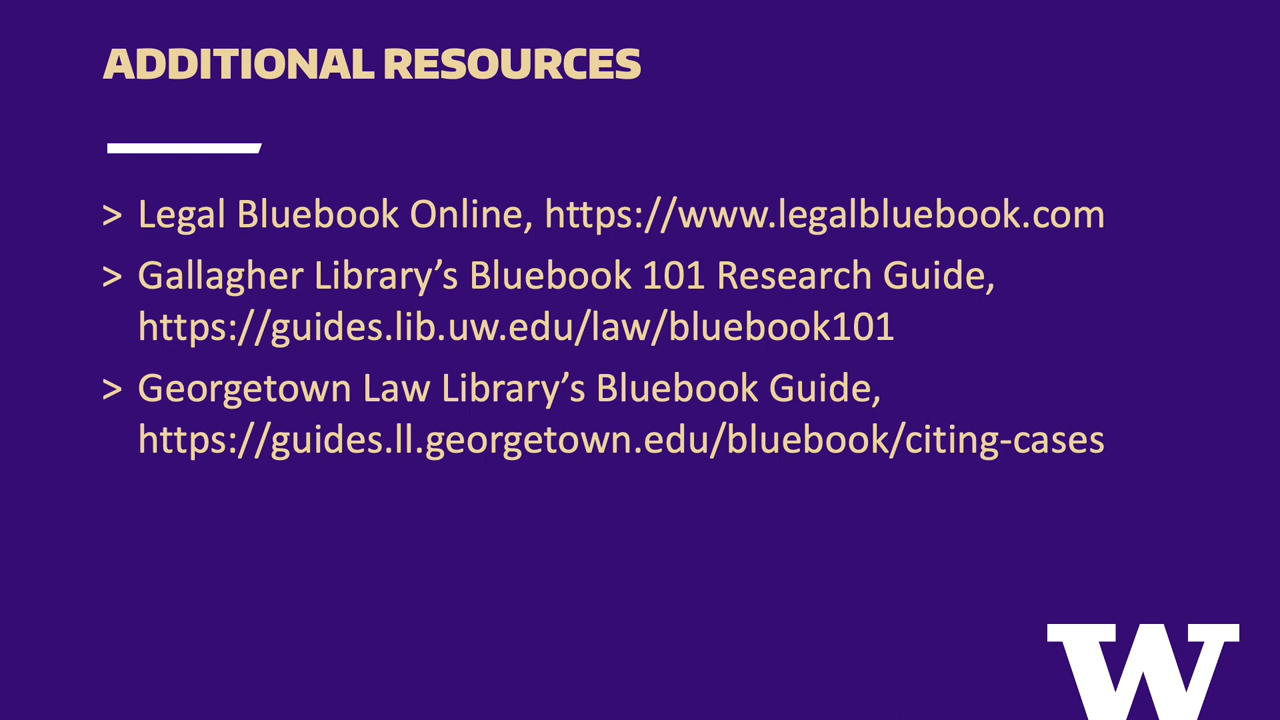 ADDITIONAL RESOURCES
> Legal Bluebook Online, https://www.legalbluebook.com
> Gallagher Library’s Bluebook 101 Research Guide,
https://guides.lib.uw.edu/law/bluebook101
> Georgetown Law Library’s Bluebook Guide,
https://guides.ll.georgetown.edu/bluebook/citing-cases
W